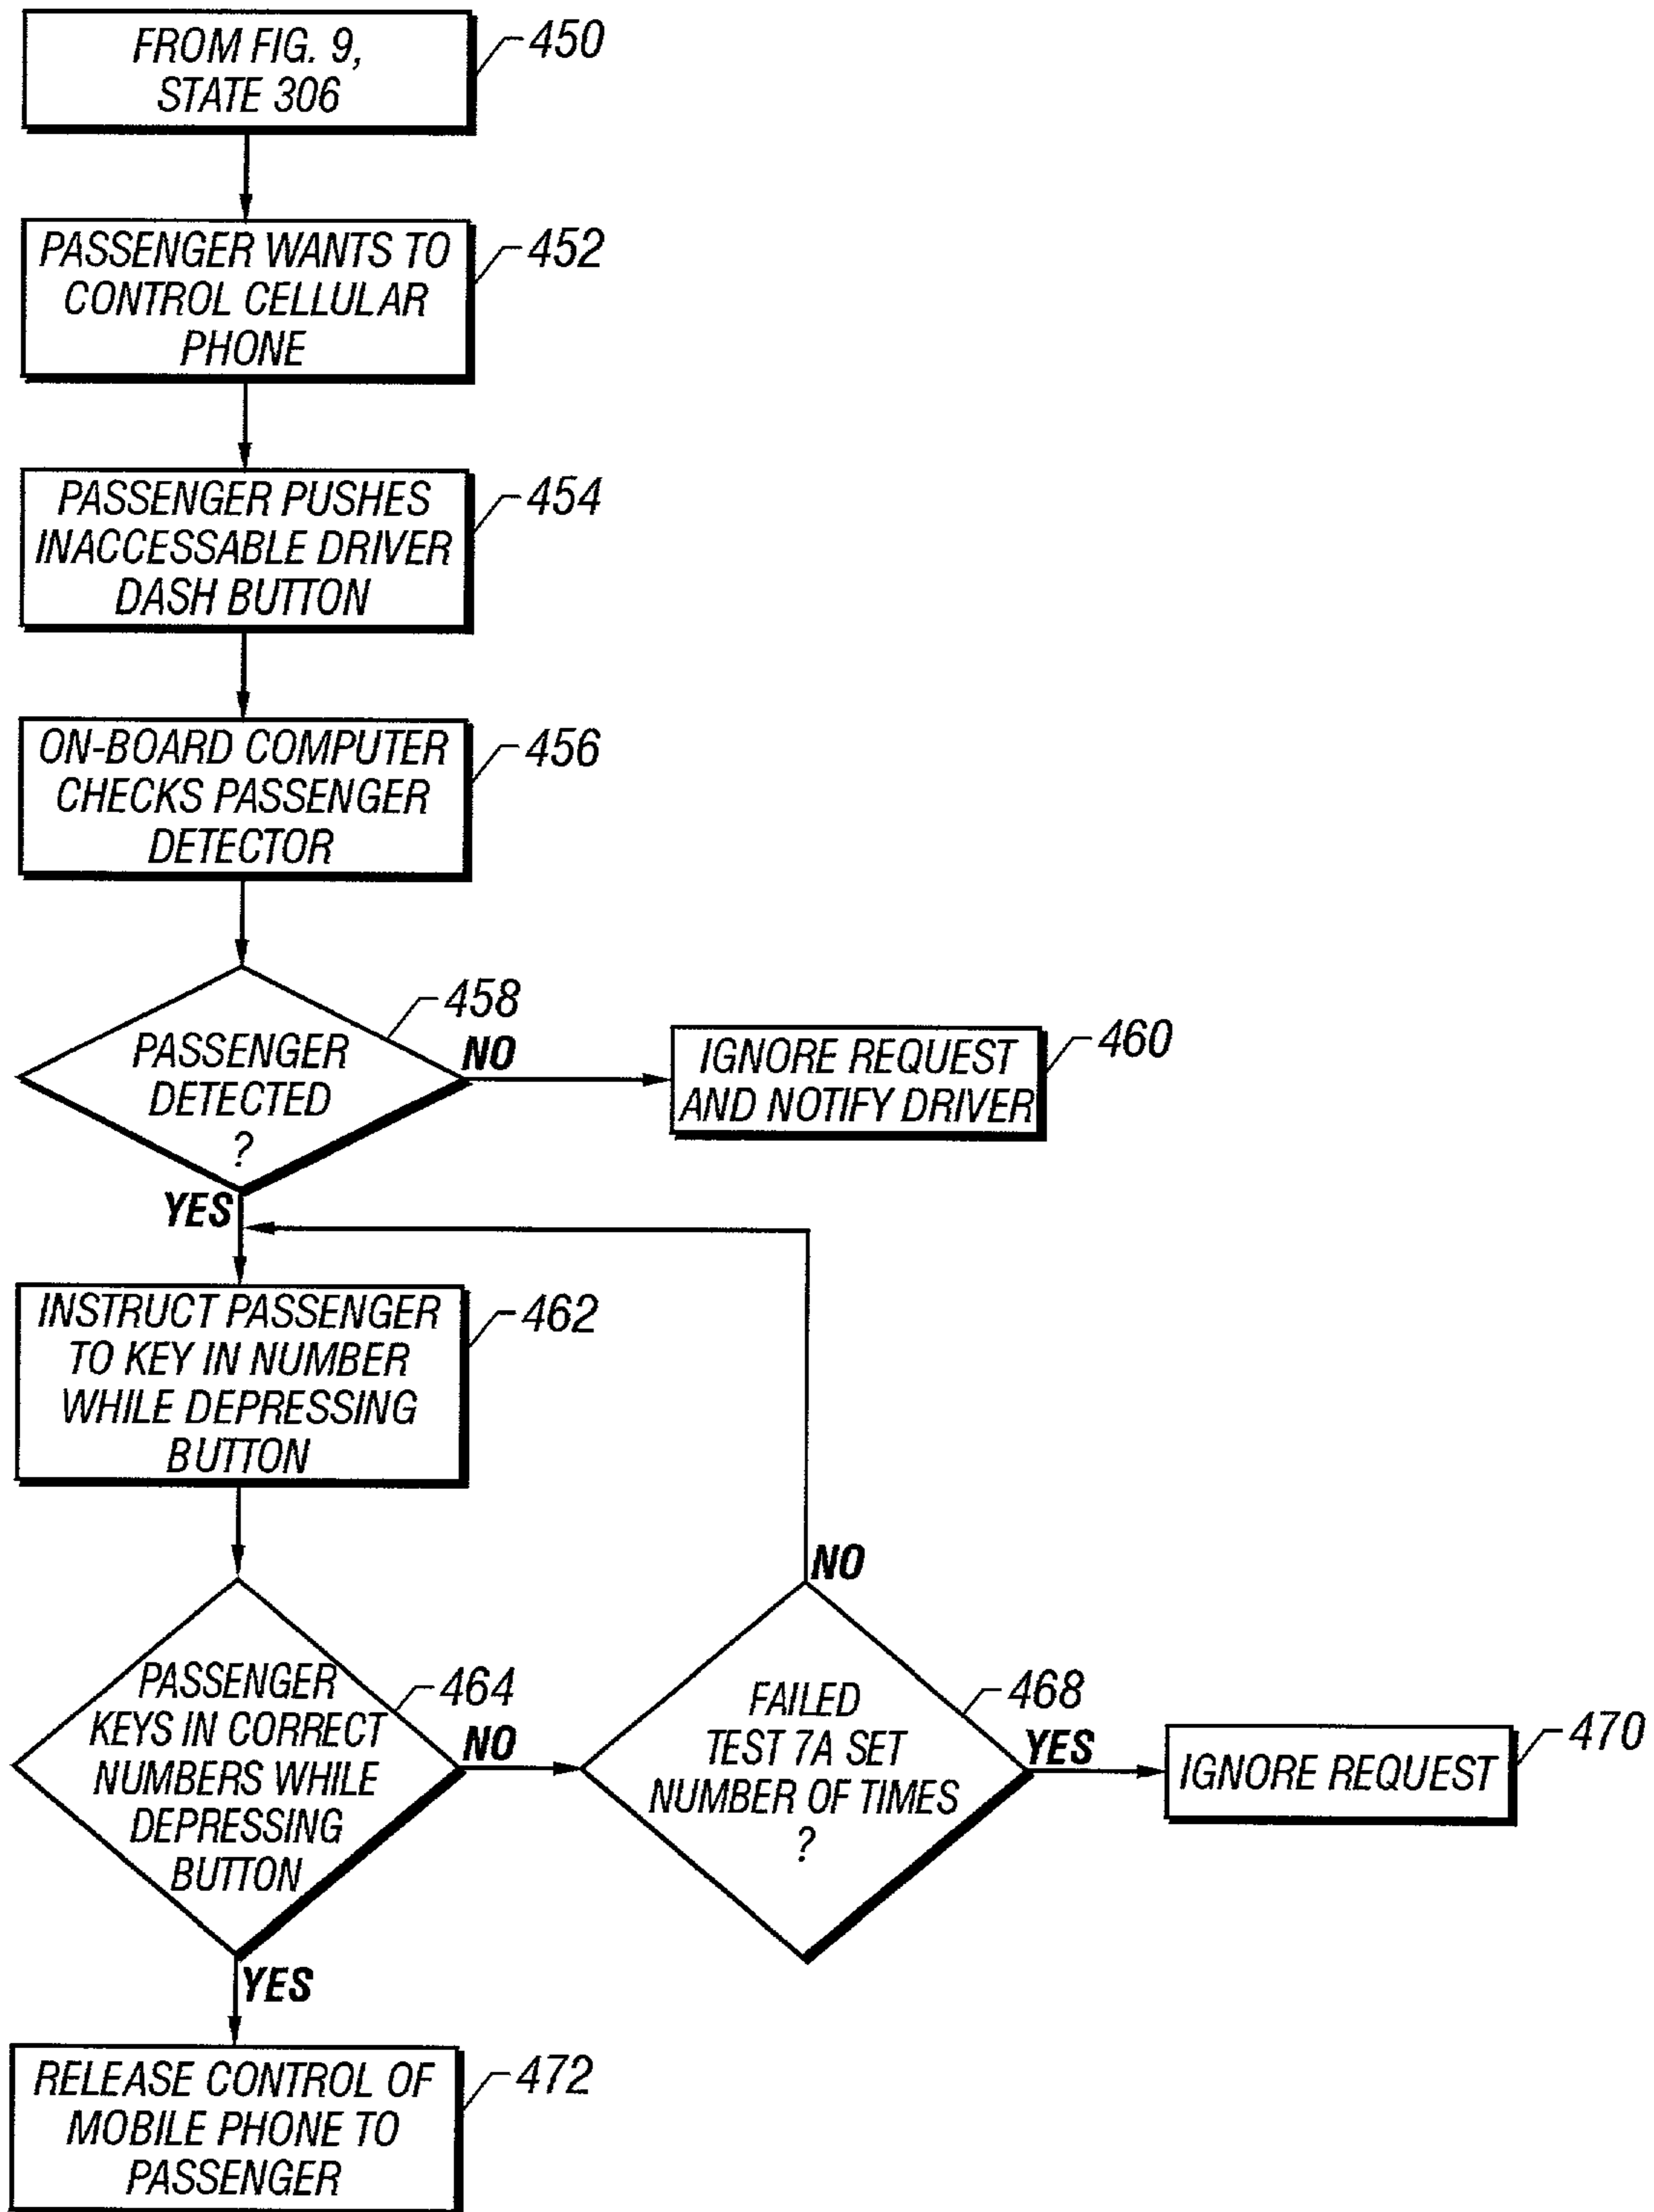 FROM FIG. 9,
STATE 306
450
PASSENGER WANTS TO
CONTROL CELLULAR
PHONE
452
PASSENGER PUSHES
INACCESSABLE DRIVER
DASH BUTTON
454
ON-BOARD COMPUTER
CHECKS PASSENGER
DETECTOR
456
PASSENGER
DETECTED
?
458
NO
IGNORE REQUEST
AND NOTIFY DRIVER
460
YES
INSTRUCT PASSENGER
TO KEY IN NUMBER
WHILE DEPRESSING
BUTTON
462
PASSENGER
KEYS IN CORRECT
NUMBERS WHILE
DEPRESSING
BUTTON
464
NO
FAILED
TEST 7A SET
NUMBER OF TIMES
?
468
NO
YES
IGNORE REQUEST
470
YES
RELEASE CONTROL OF
MOBILE PHONE TO
PASSENGER
472